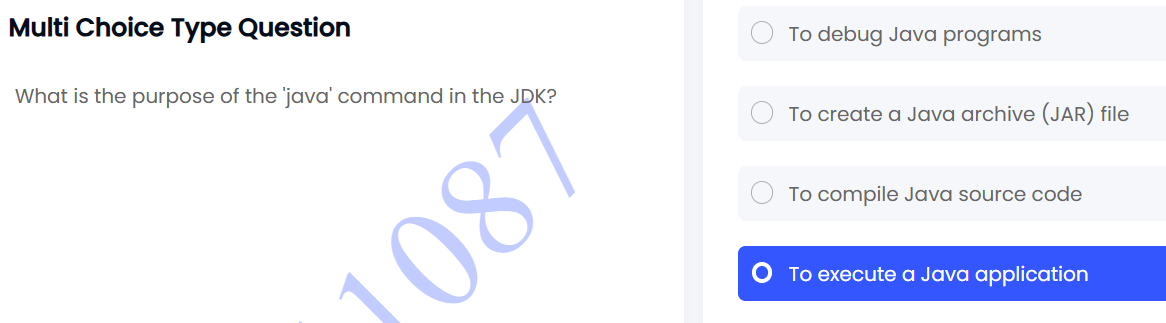 Multi Choice Type Question
What is the purpose of the 'java' command in the JDK?
1087
To debug Java programs
To create a Java archive (JAR) file
To compile Java source code
To execute a Java application